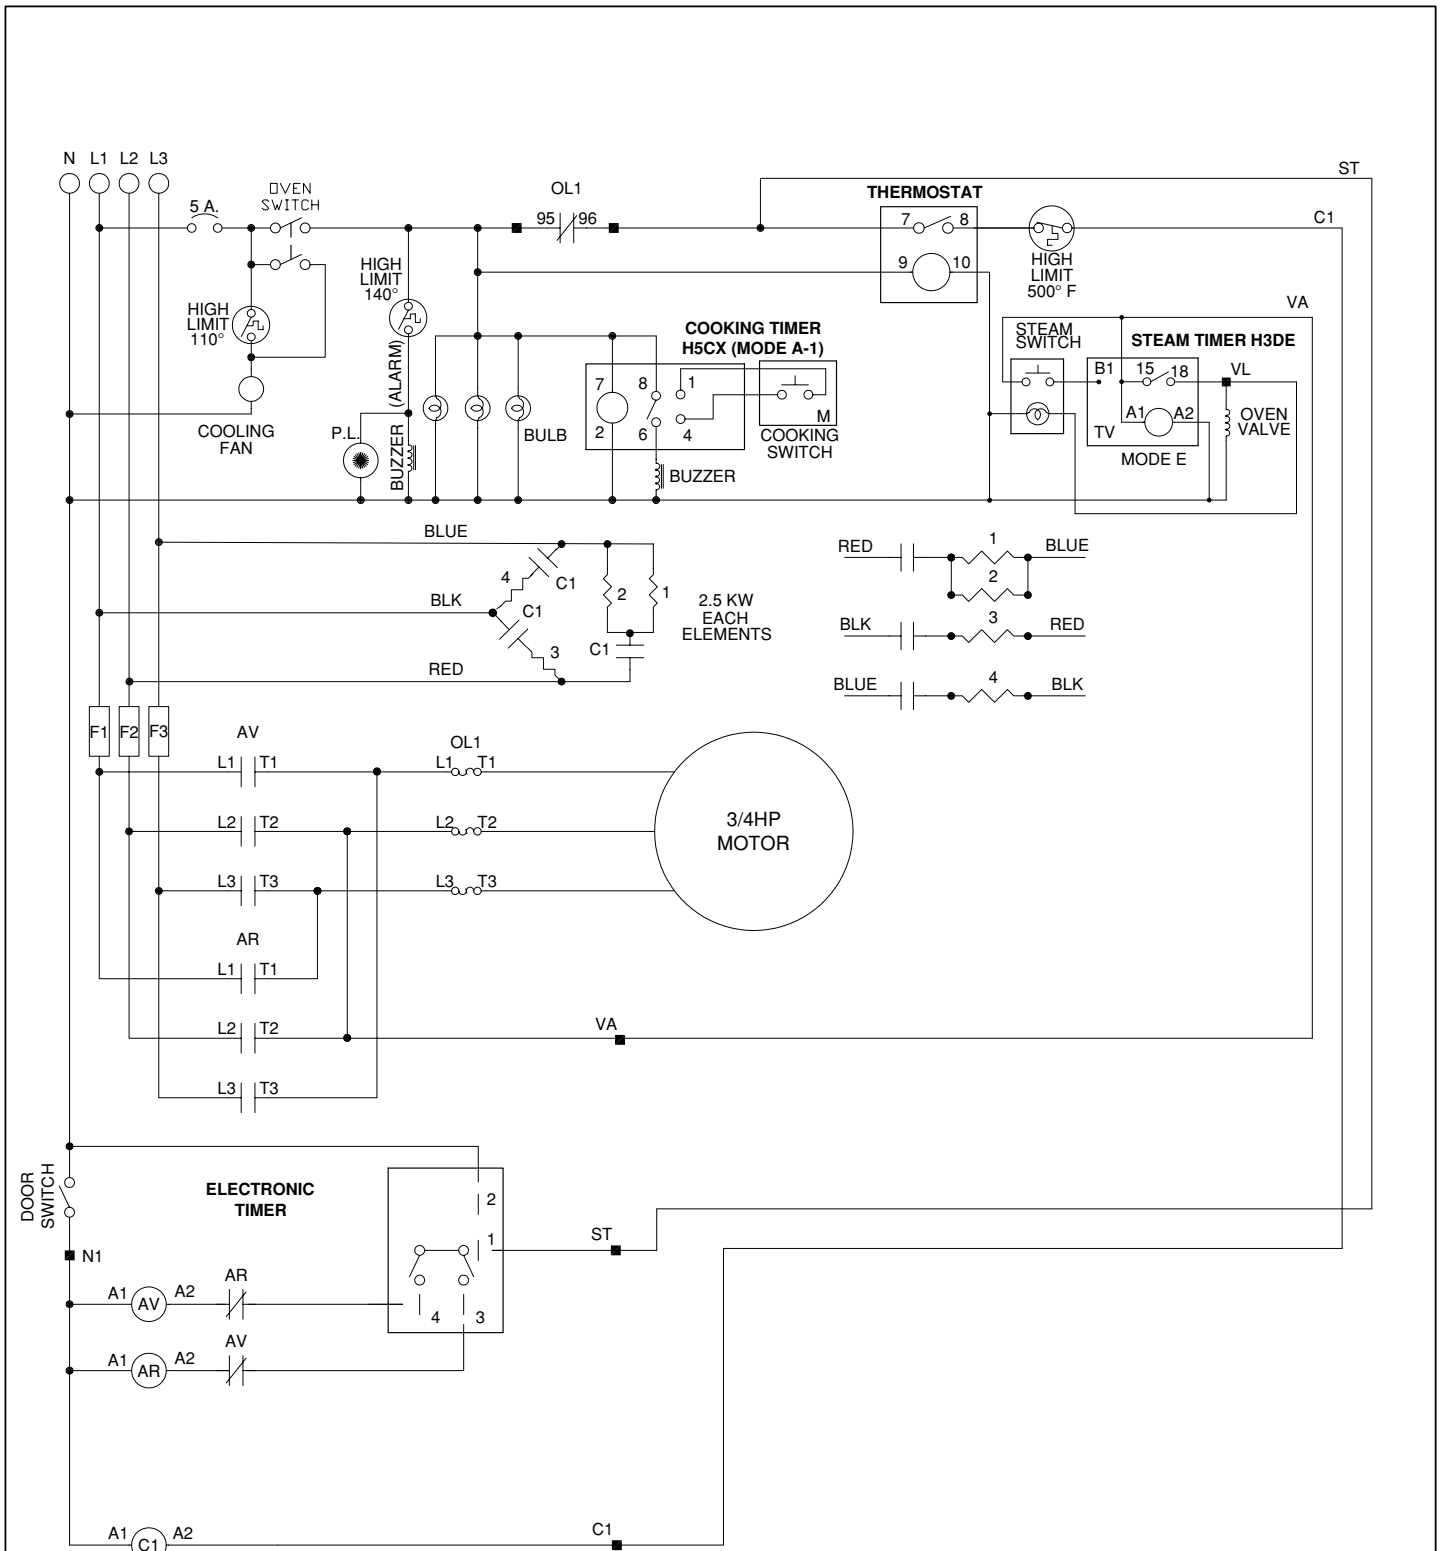 N L1 L2 L3
ST
OL1
OVEN
SWITCH
THERMOSTAT
5 A.
95 96
7 8
C1
HIGH
LIMIT
140°
9 10
HIGH
LIMIT
500° F
HIGH
LIMIT
110°
VA
COOKING TIMER
H5CX (MODE A-1)
STEAM
SWITCH
STEAM TIMER H3DE
(ALARM)
7
8
1
B1
15 18
VL
A1 A2
OVEN
VALVE
COOLING
FAN
P.L.
BUZZER
BULB
2
6
4
M
COOKING
SWITCH
TV
MODE E
BUZZER
BLUE
4
C1
2
1
2.5 KW
EACH
ELEMENTS
BLK
C1
3
C1
RED
RED
1
BLUE
2
BLK
3
RED
BLUE
4
BLK
F1 F2 F3
AV
OL1
L1 T1
L1 T1
L2 T2
L2 T2
3/4HP
MOTOR
L3 T3
L3 T3
AR
L1 T1
L2 T2
VA
L3 T3
DOOR
SWITCH
ELECTRONIC
TIMER
2
1
ST
N1
4
3
A1 AV A2
AR
A1 AR A2
AV
A1 C1 A2
C1